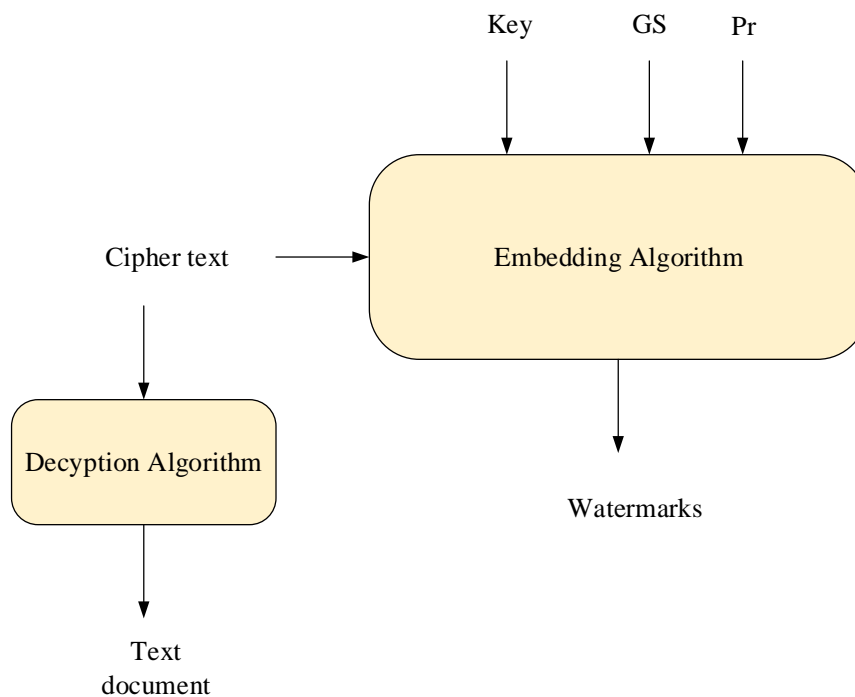 Key GS Pr
Embedding Algorithm
Cipher text
Decyption Algorithm
Watermarks
Text
document